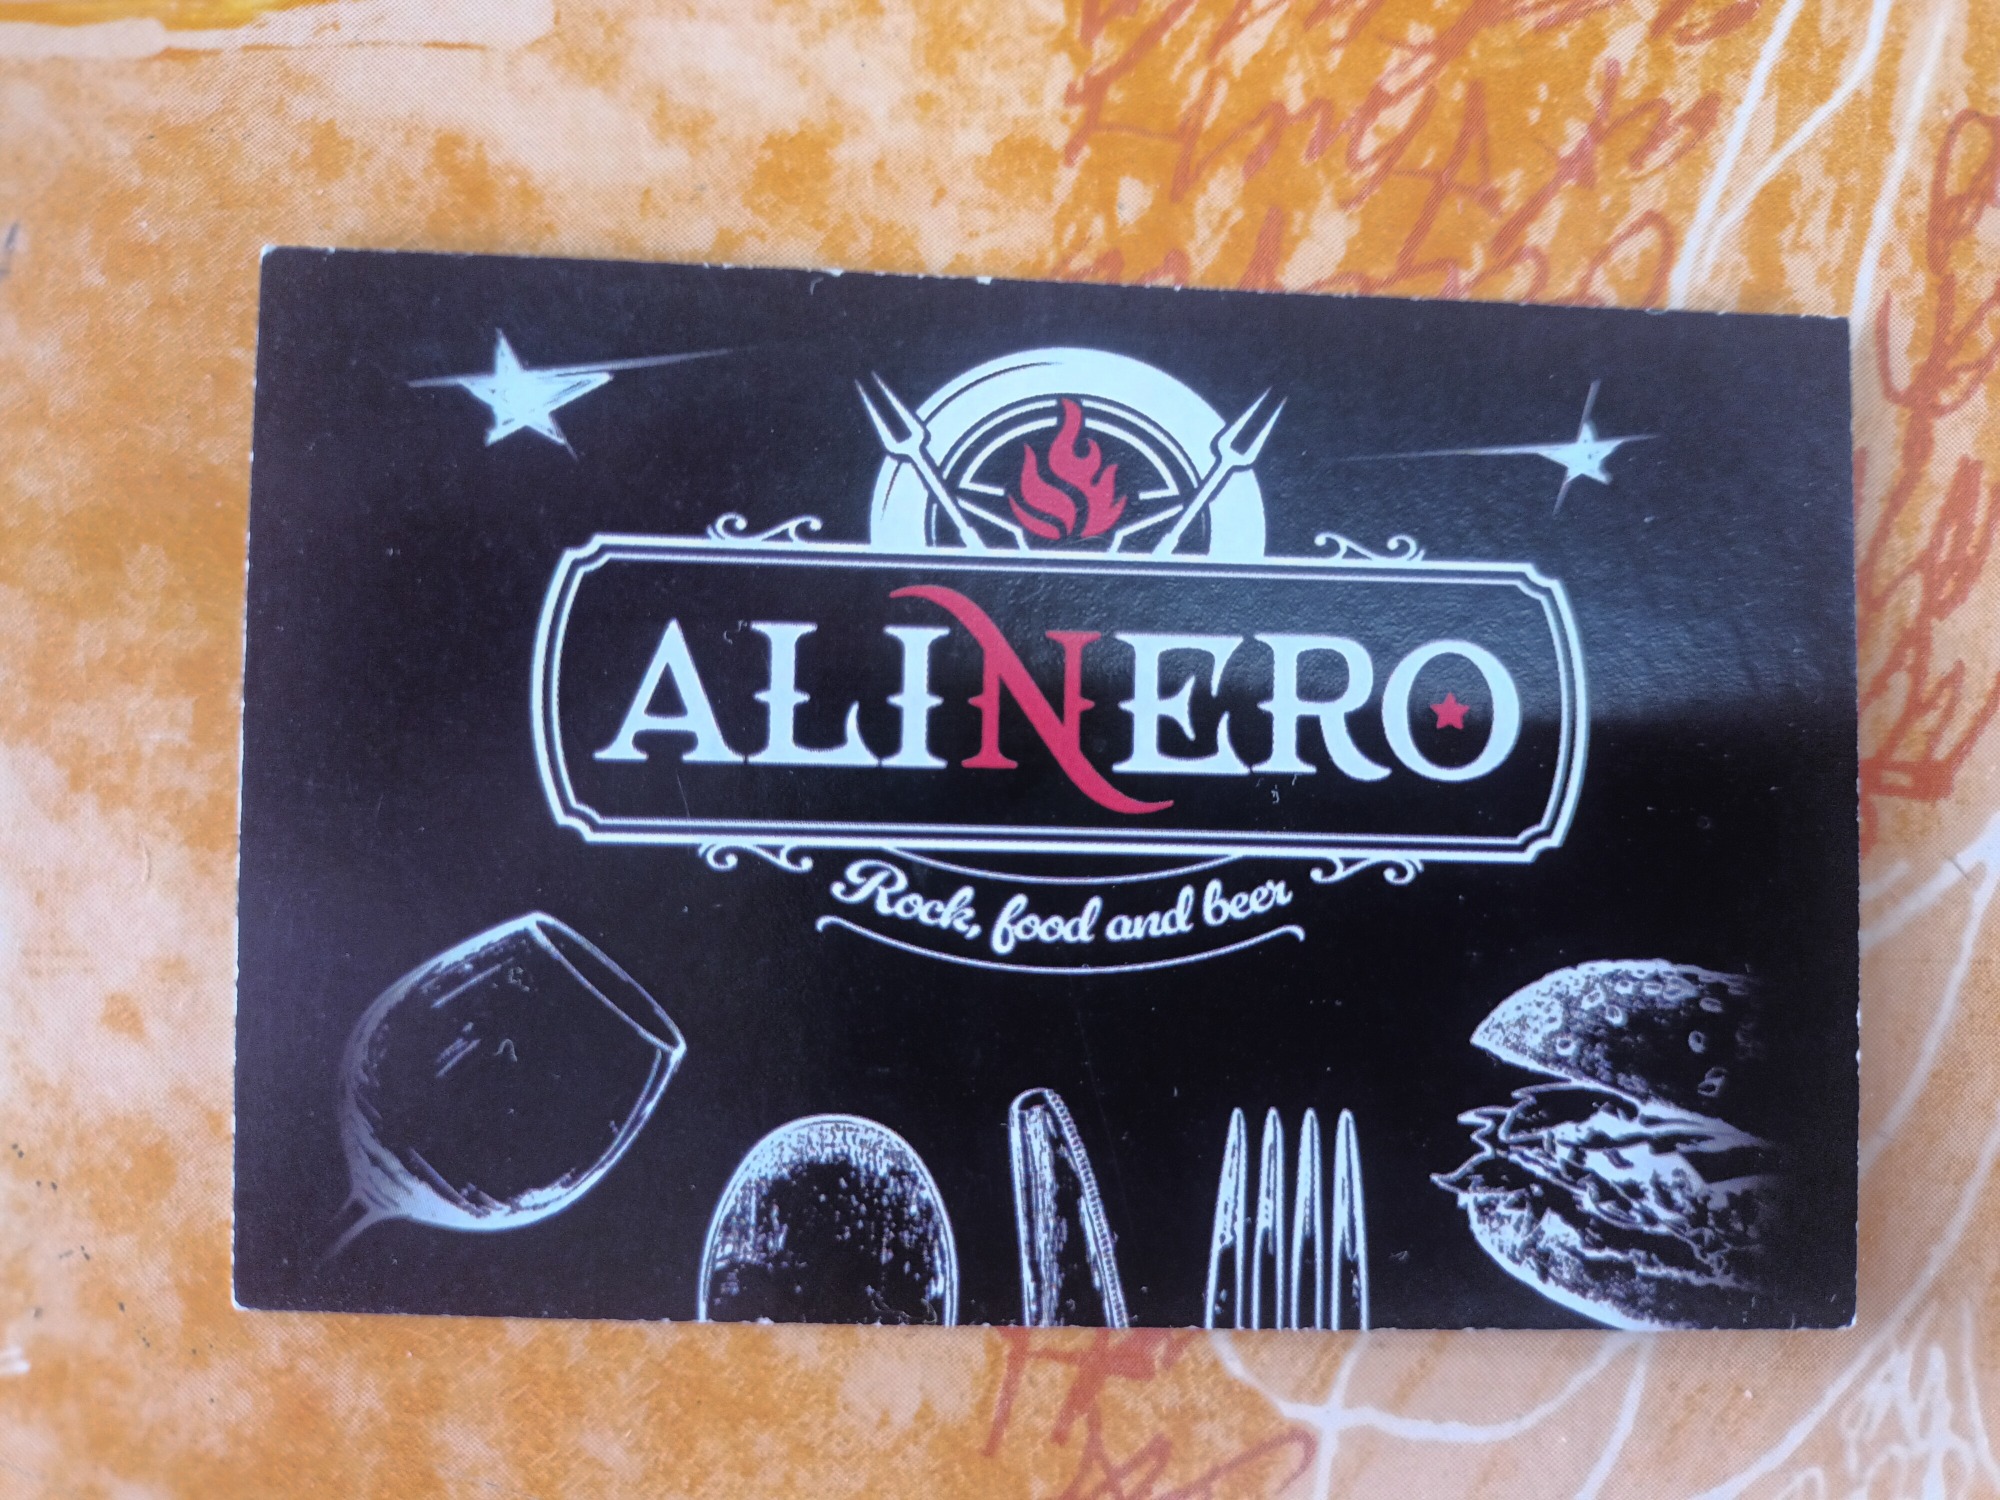 ALINERO
Rock, food and beer